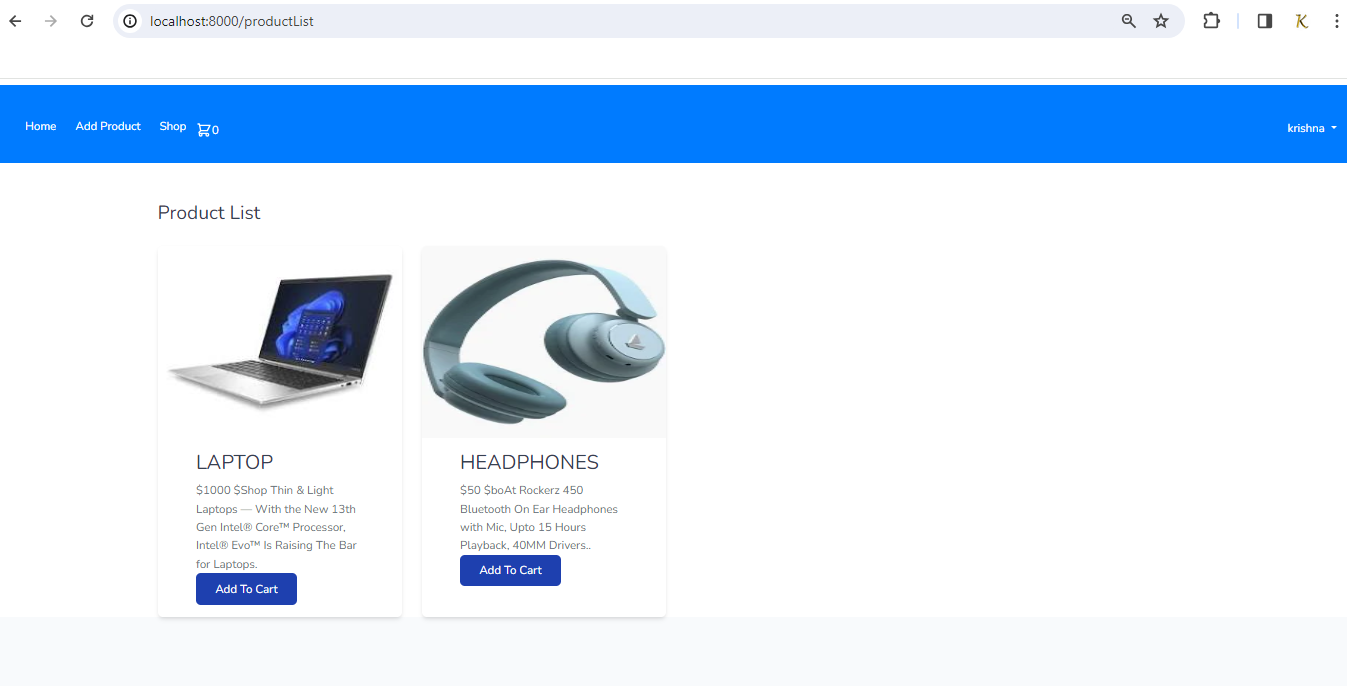 localhost:8000/productList
Home Add Product Shop 0 krishna
Product List
LAPTOP
$1000 $Shop Thin & Light
Laptops — With the New 13th
Gen Intel® Core™ Processor,
Intel® Evo™ Is Raising The Bar
for Laptops.
Add To Cart
HEADPHONES
$50 $boAt Rockerz 450
Bluetooth On Ear Headphones
with Mic, Upto 15 Hours
Playback, 40MM Drivers..
Add To Cart